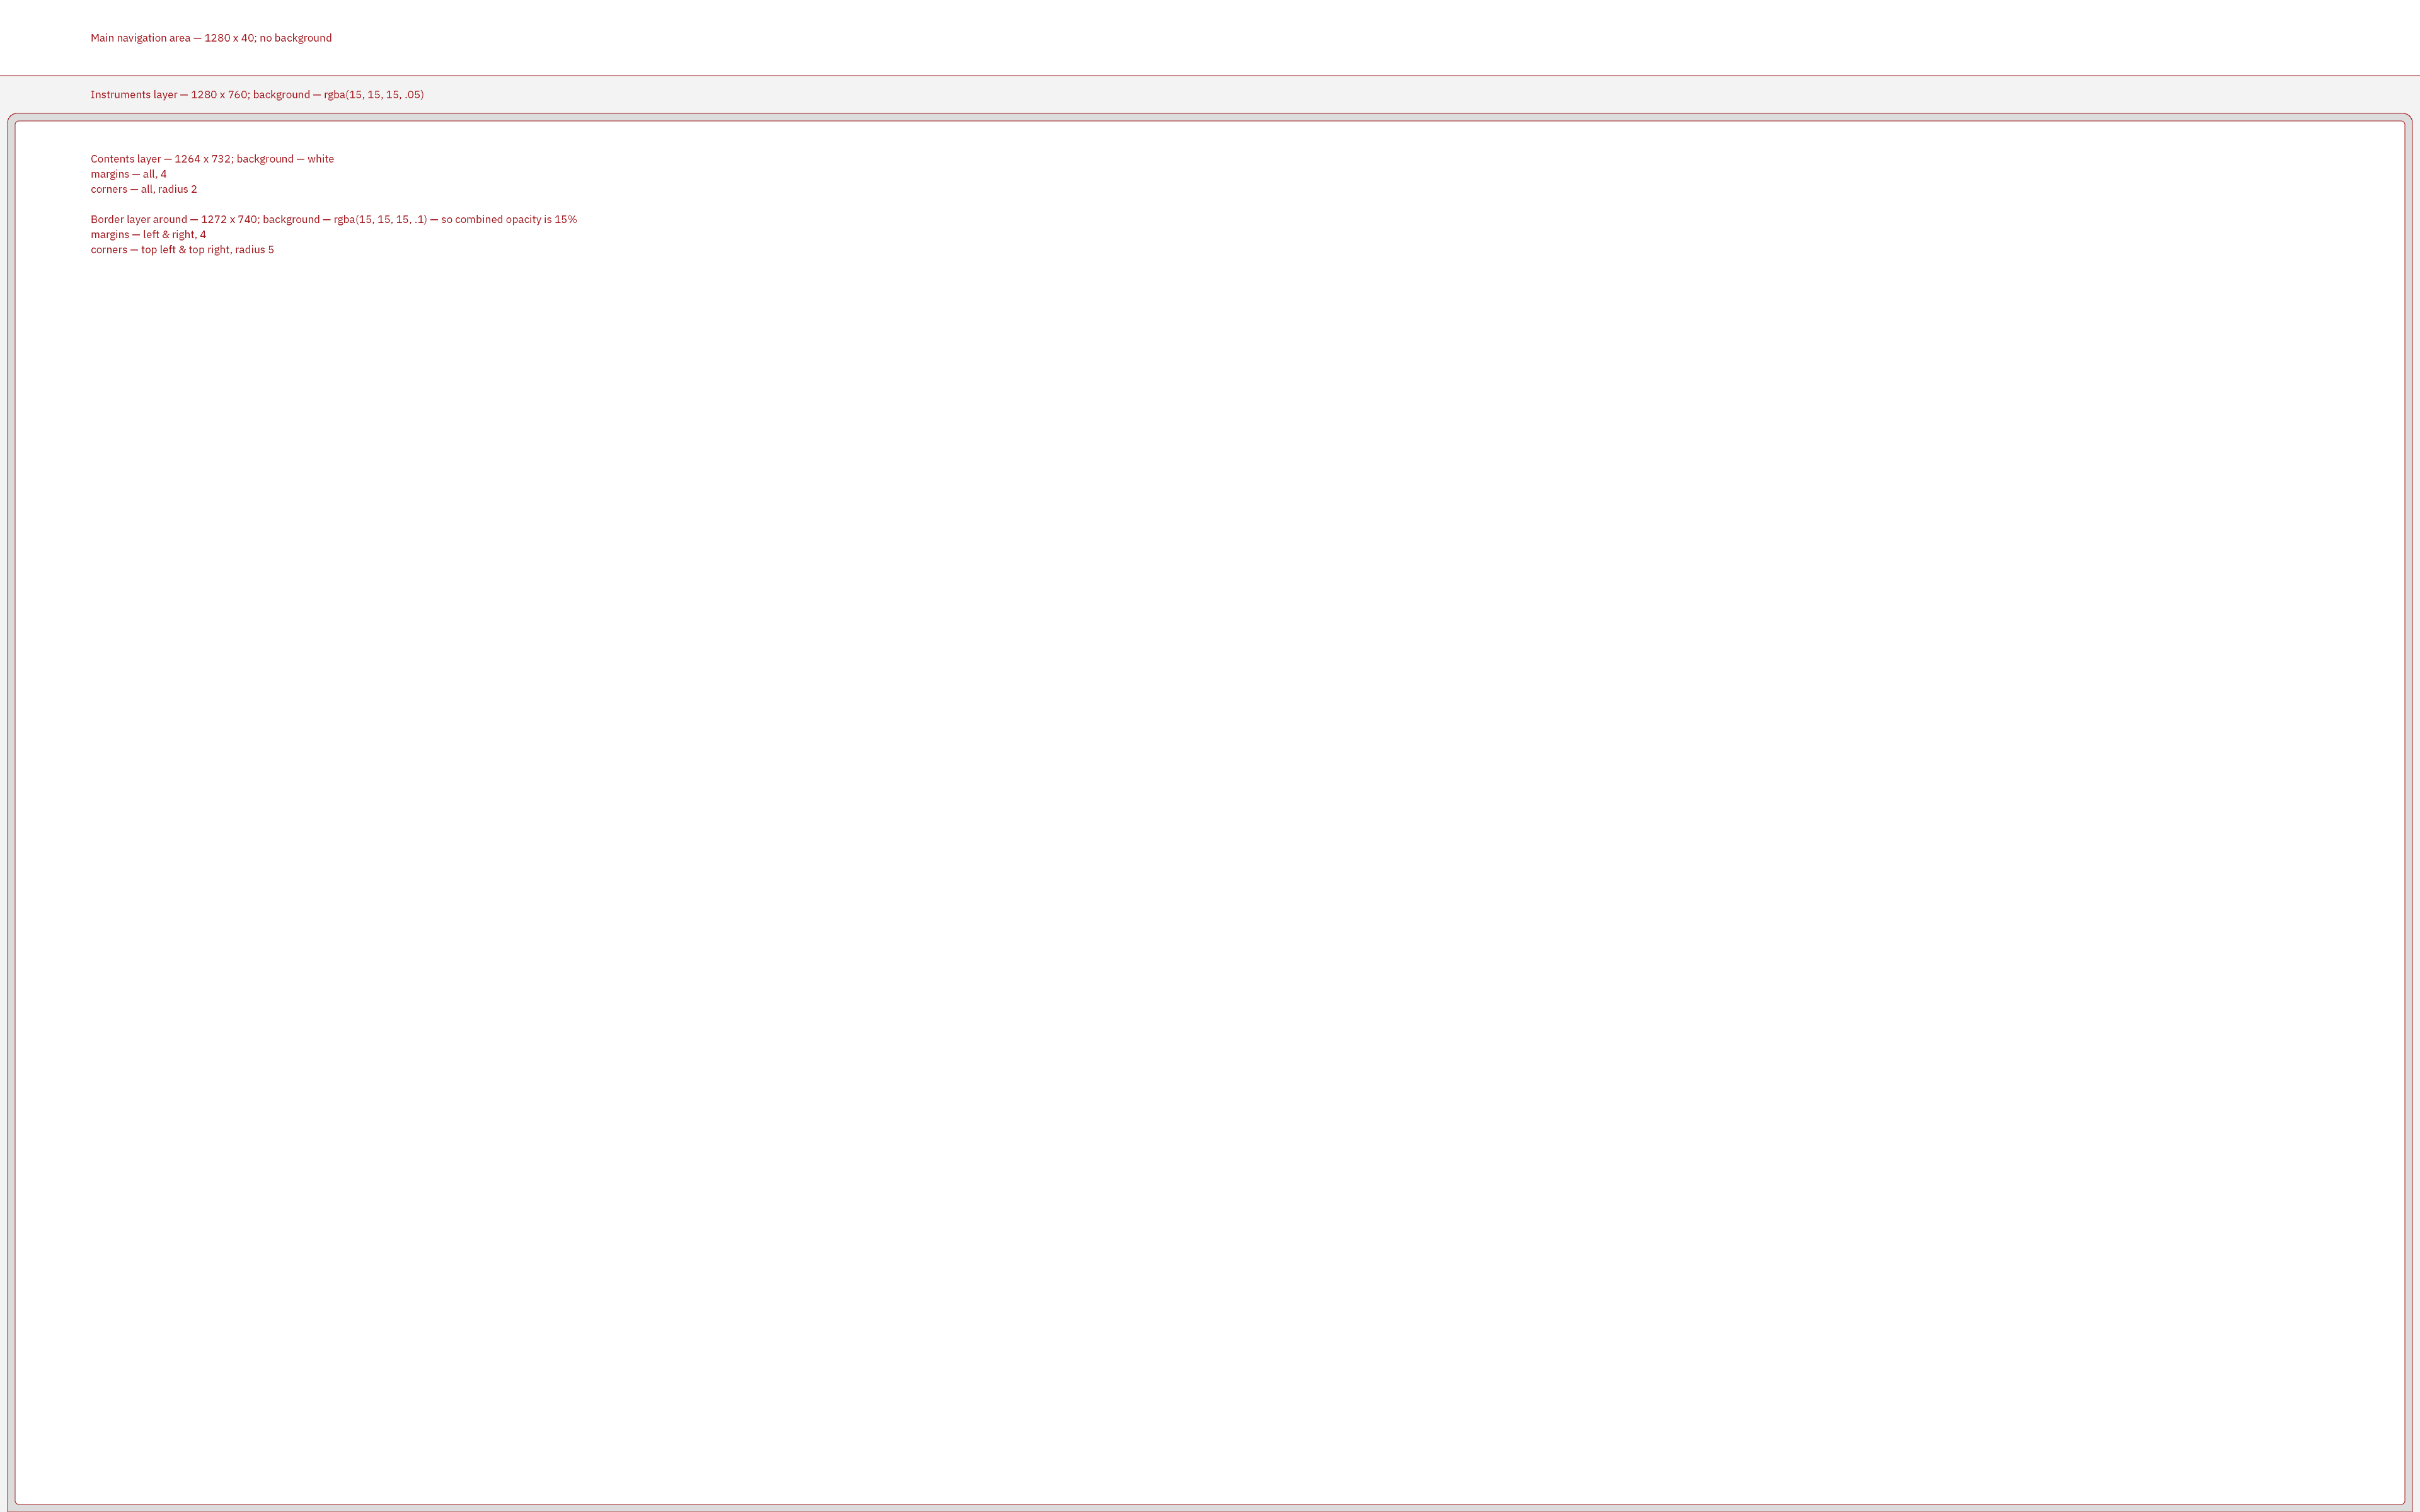 Main navigation area — 1280 x 40; no background
Instruments layer — 1280 x 760; background — rgba(15, 15, 15, .05)
Contents layer — 1264 x 732; background — white
margins — all, 4
corners — all, radius 2
Border layer around — 1272 x 740; background — rgba(15, 15, 15, .1) — so combined opacity is 15%
margins — left & right, 4
corners — top left & top right, radius 5